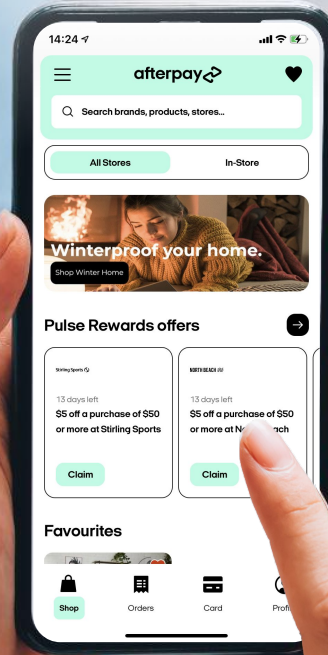 14:24
afterpay
Search brands, products, stores...
All Stores
In-Store
Winterproof your home.
Shop Winter Home
Pulse Rewards offers
Stirling Sports
NORTH BEACH
13 days left
13 days left
$5 off a purchase of $50
or more at Stirling Sports
$5 off a purchase of $50
or more at
Claim
Claim
Favourites
Shop
Orders
Card